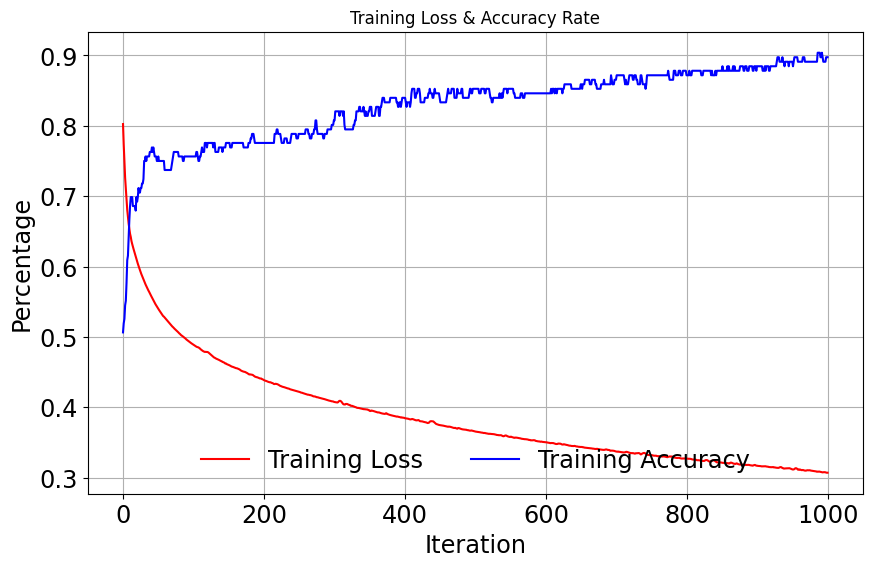 Training Loss & Accuracy Rate
0.9
0.8
0.7
0.6
0.5
0.4
0.3
Percentage
Training Loss Training Accuracy
0 200 400 600 800 1000
Iteration